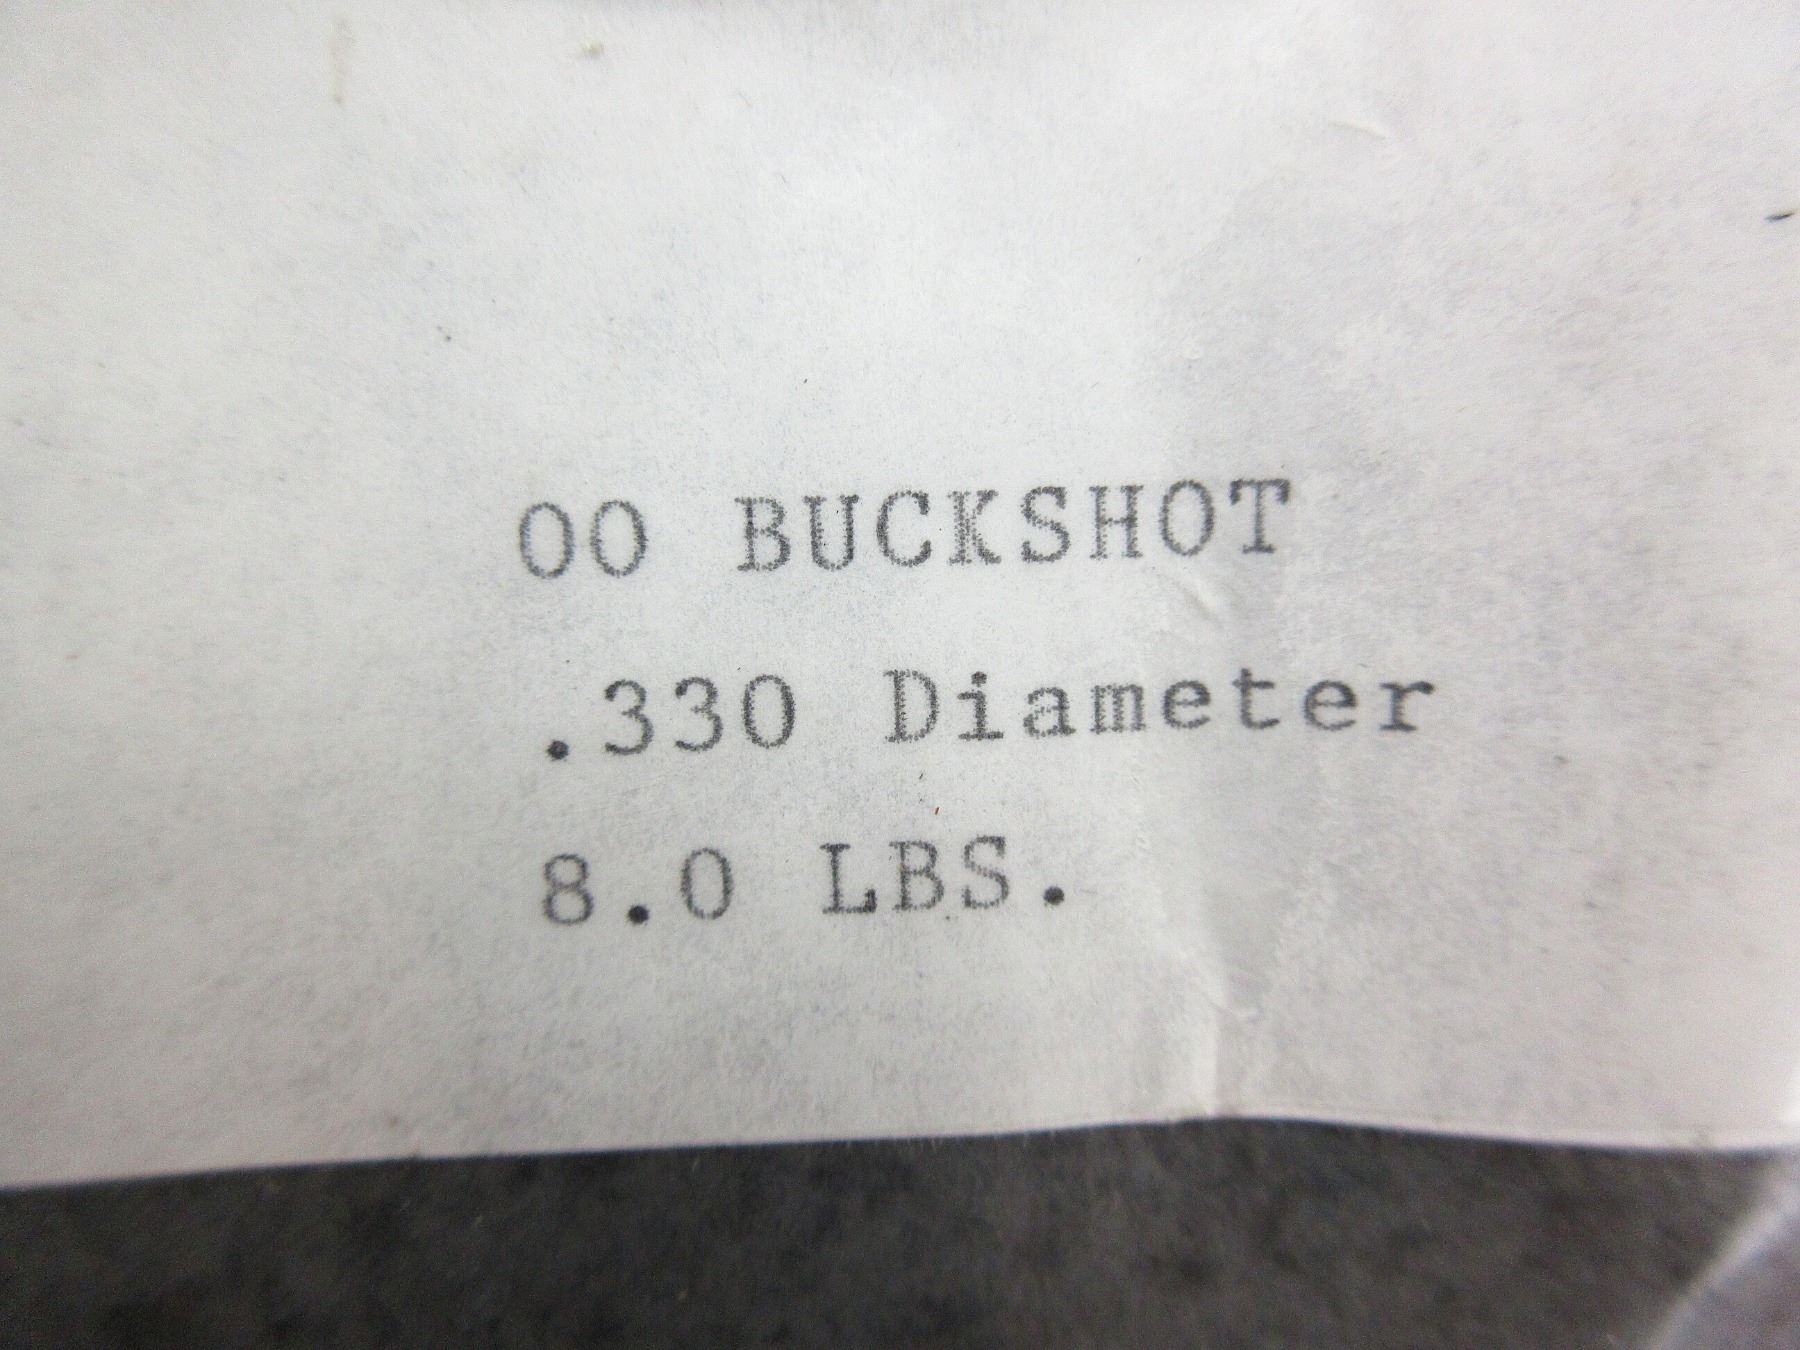 00 BUCKSHOT
.330 Diameter
8.0 LBS.